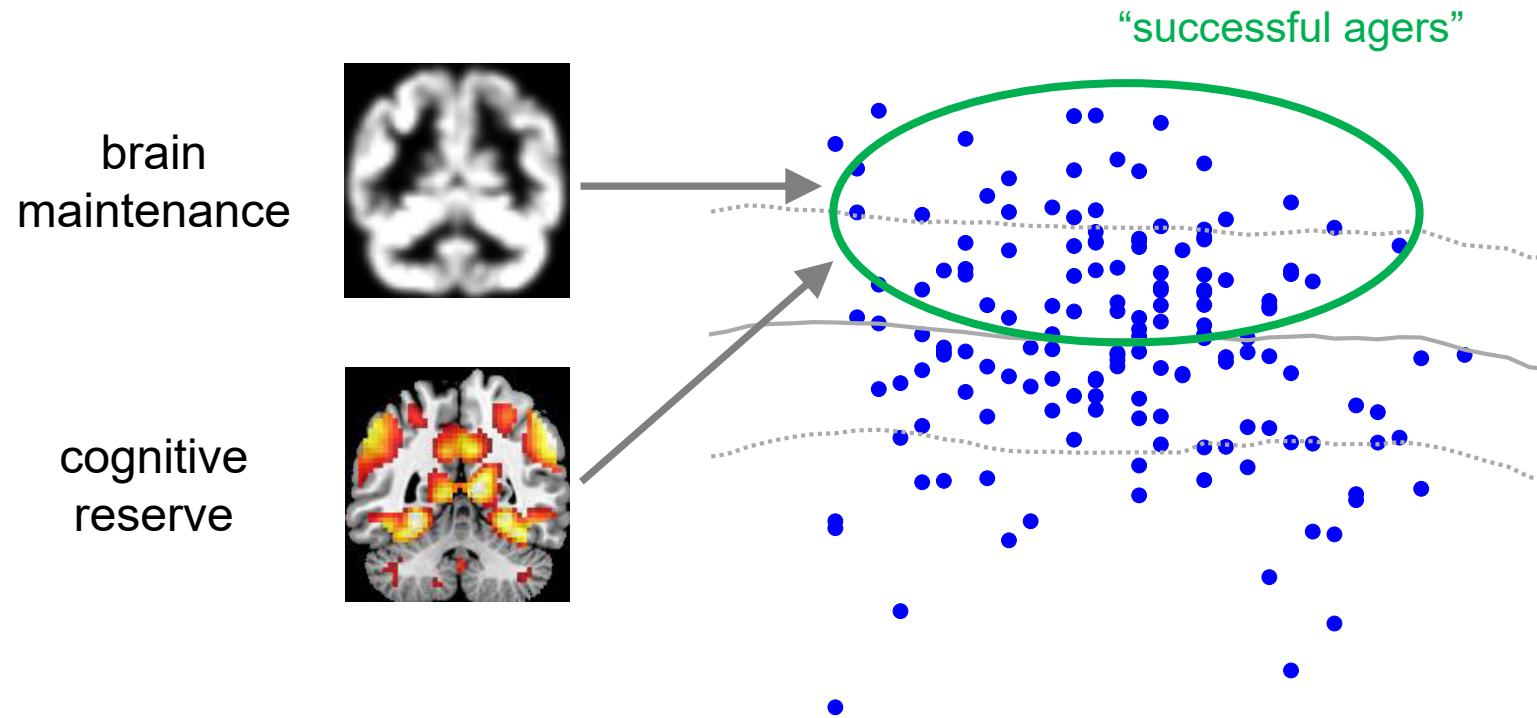 “successful agers”
brain
maintenance
cognitive
reserve